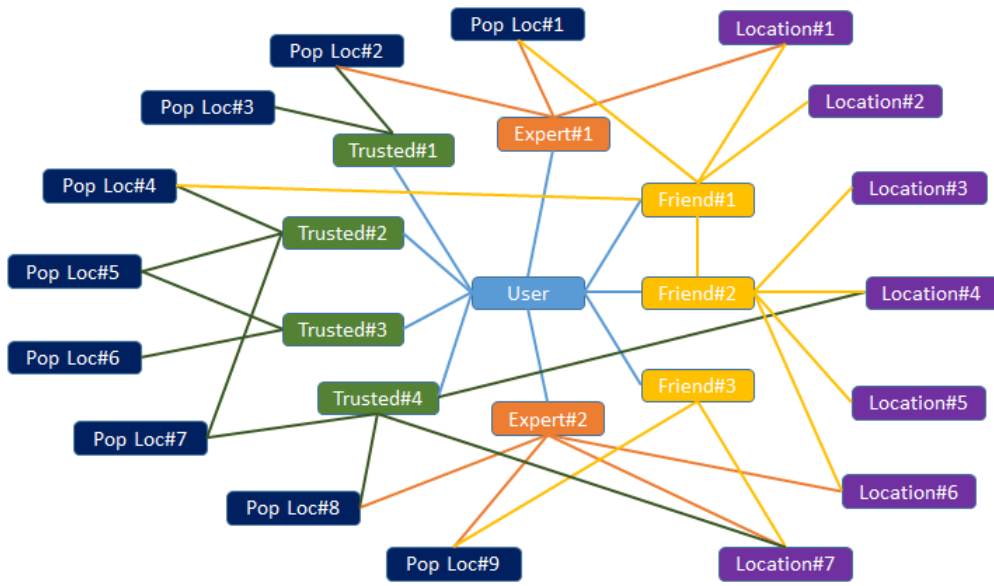 Pop Loc#1
Location#1
Pop Loc#2
Location#2
Pop Loc#3
Expert#1
Trusted#1
Pop Loc#4
Friend#1
Location#3
Trusted#2
Pop Loc#5
User
Friend#2
Location#4
Trusted#3
Pop Loc#6
Friend#3
Trusted#4
Location#5
Expert#2
Pop Loc#7
Location#6
Pop Loc#8
Pop Loc#9
Location#7